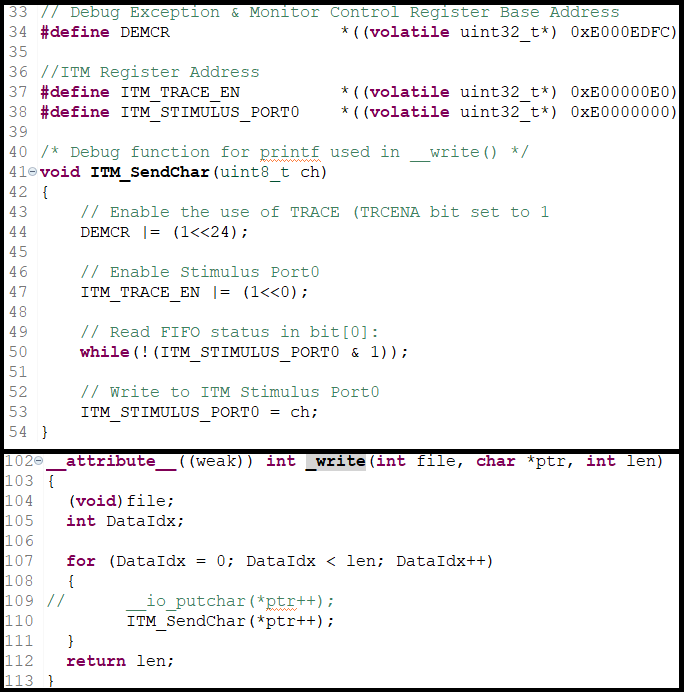 33 // Debug Exception & Monitor Control Register Base Address
34 #define DEMCR *((volatile uint32_t*) 0xE000EDFC)
35
36 //ITM Register Address
37 #define ITM_TRACE_EN *((volatile uint32_t*) 0xE00000E0)
38 #define ITM_STIMULUS_PORT0 *((volatile uint32_t*) 0xE0000000)
39
40 /* Debug function for printf used in __write() */
41 void ITM_SendChar(uint8_t ch)
42 {
43 // Enable the use of TRACE (TRCENA bit set to 1
44 DEMCR |= (1<<24);
45
46 // Enable Stimulus Port0
47 ITM_TRACE_EN |= (1<<0);
48
49 // Read FIFO status in bit[0]:
50 while(!(ITM_STIMULUS_PORT0 & 1));
51
52 // Write to ITM Stimulus Port0
53 ITM_STIMULUS_PORT0 = ch;
54 }
102 __attribute__((weak)) int _write(int file, char *ptr, int len)
103 {
104 (void)file;
105 int DataIdx;
106
107 for (DataIdx = 0; DataIdx < len; DataIdx++)
108 {
109 // __io_putchar(*ptr++);
110 ITM_SendChar(*ptr++);
111 }
112 return len;
113 }